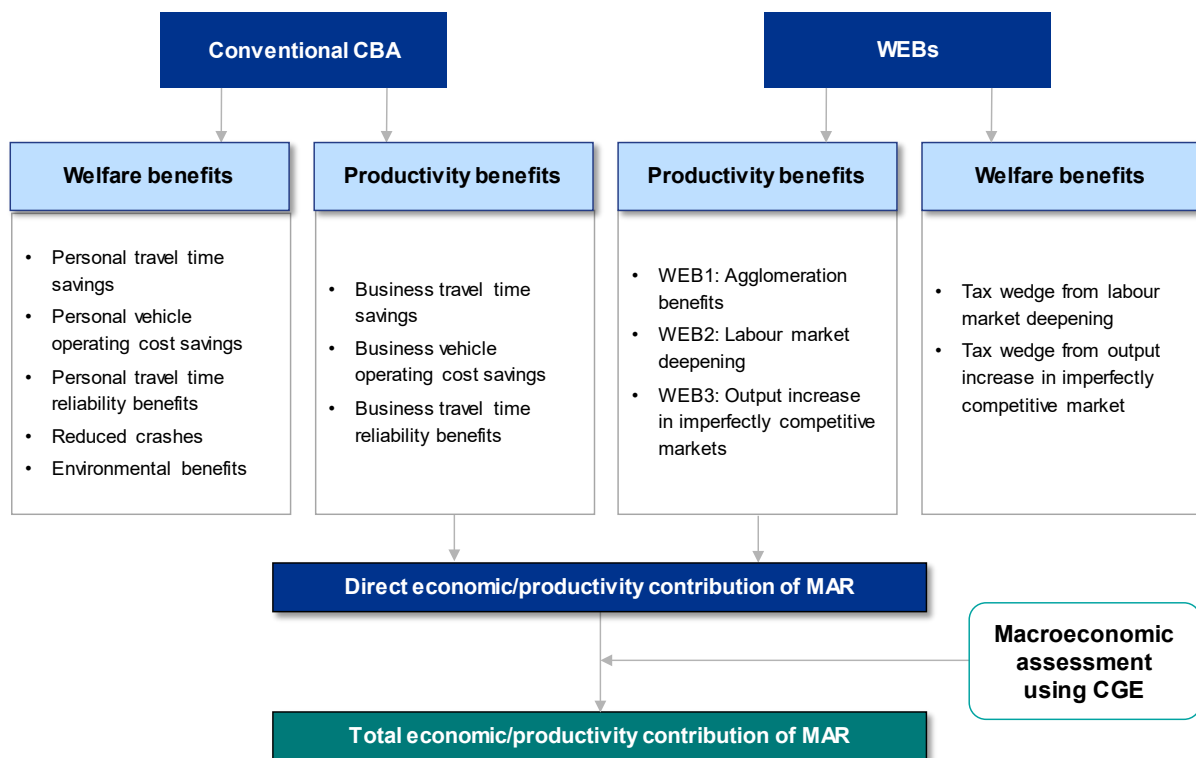 Conventional CBA
WEBs
Welfare benefits
Productivity benefits
Productivity benefits
Welfare benefits
• Personal travel time
savings
• Personal vehicle
operating cost savings
• Personal travel time
reliability benefits
• Reduced crashes
• Environmental benefits
• Business travel time
savings
• Business vehicle
operating cost savings
• Business travel time
reliability benefits
• WEB1: Agglomeration
benefits
• WEB2: Labour market
deepening
• WEB3: Output increase
in imperfectly competitive
markets
• Tax wedge from labour
market deepening
• Tax wedge from output
increase in imperfectly
competitive market
Direct economic/productivity contribution of MAR
Macroeconomic
assessment
using CGE
Total economic/productivity contribution of MAR